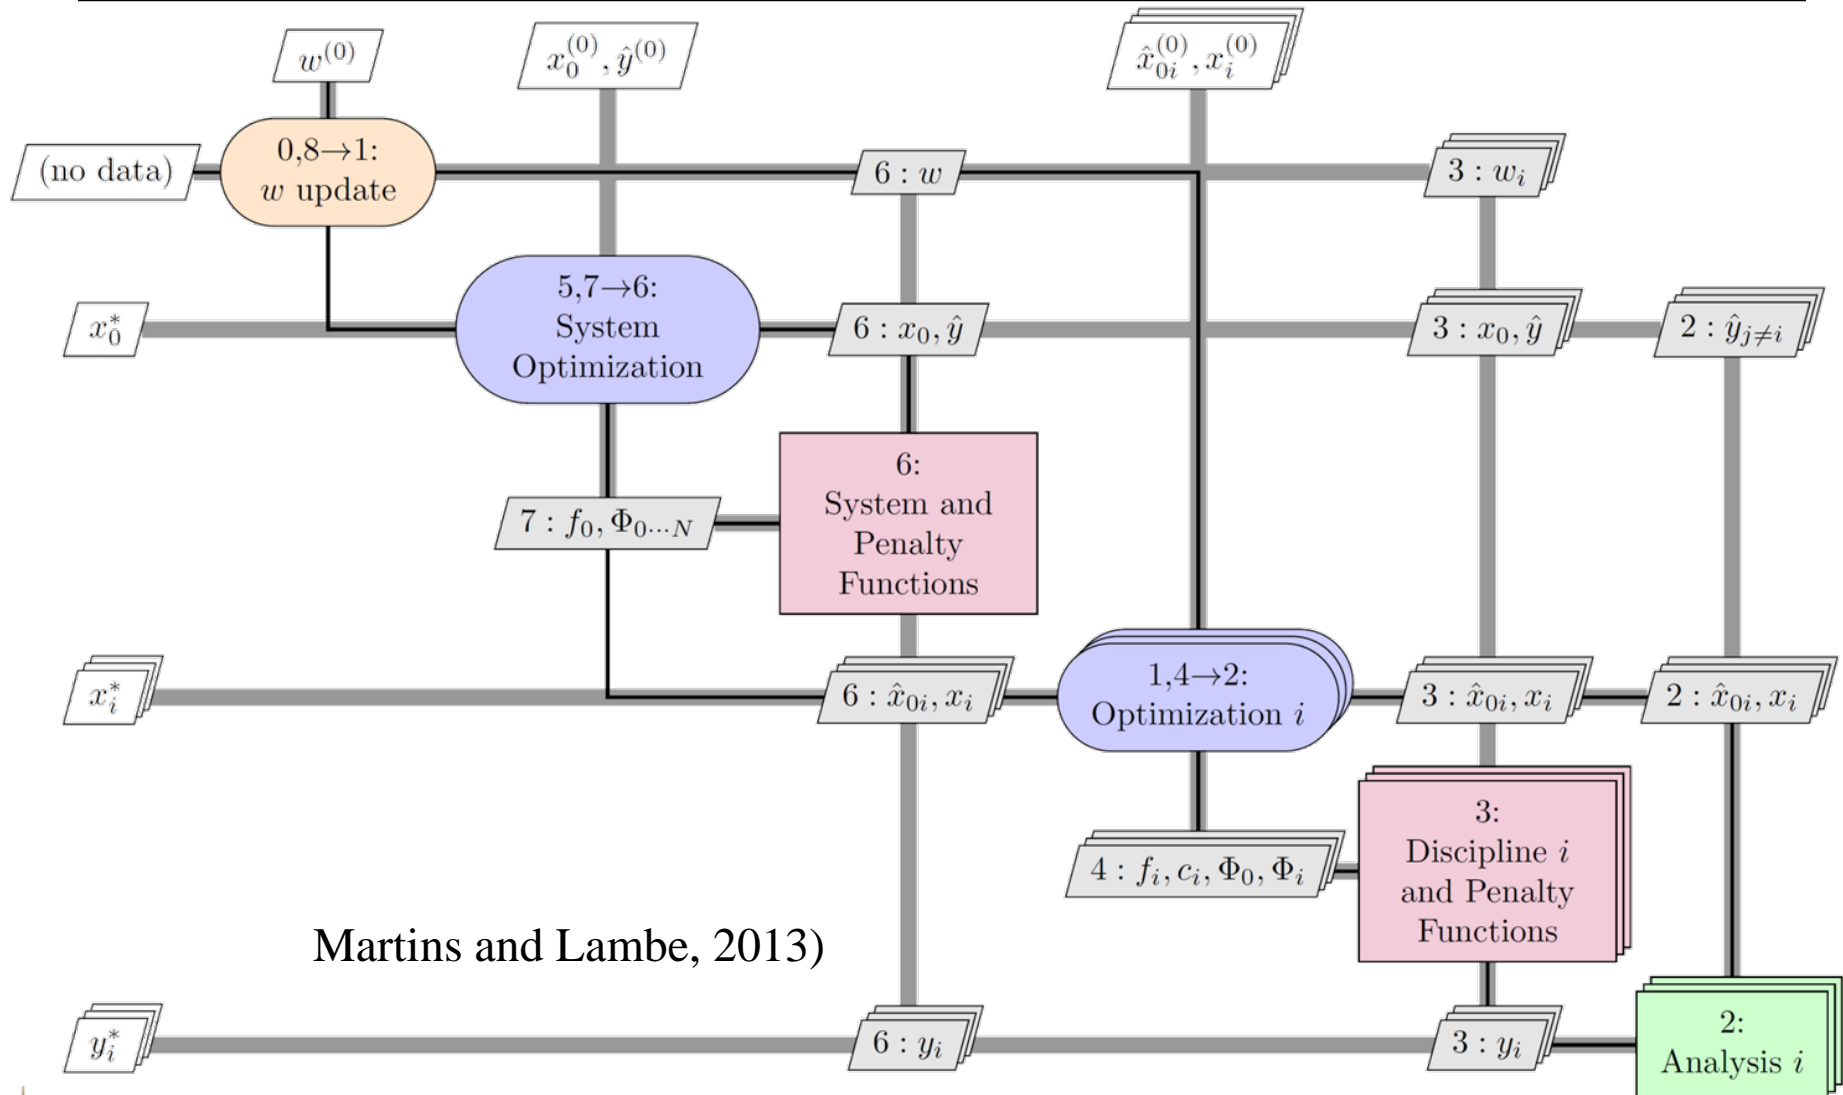 w^{(0)}
x_0^{(0)}, ŷ^{(0)}
x̂_{0i}^{(0)}, x_i^{(0)}
(no data)
0,8→1:
w update
6 : w
3 : w_i
x_0^*
5,7→6:
System
Optimization
6 : x_0, ŷ
3 : x_0, ŷ
2 : ŷ_{j≠i}
7 : f_0, Φ_{0···N}
6:
System and
Penalty
Functions
x_i^*
6 : x̂_{0i}, x_i
1,4→2:
Optimization i
3 : x̂_{0i}, x_i
2 : x̂_{0i}, x_i
4 : f_i, c_i, Φ_0, Φ_i
3:
Discipline i
and Penalty
Functions
Martins and Lambe, 2013)
y_i^*
6 : y_i
3 : y_i
2:
Analysis i